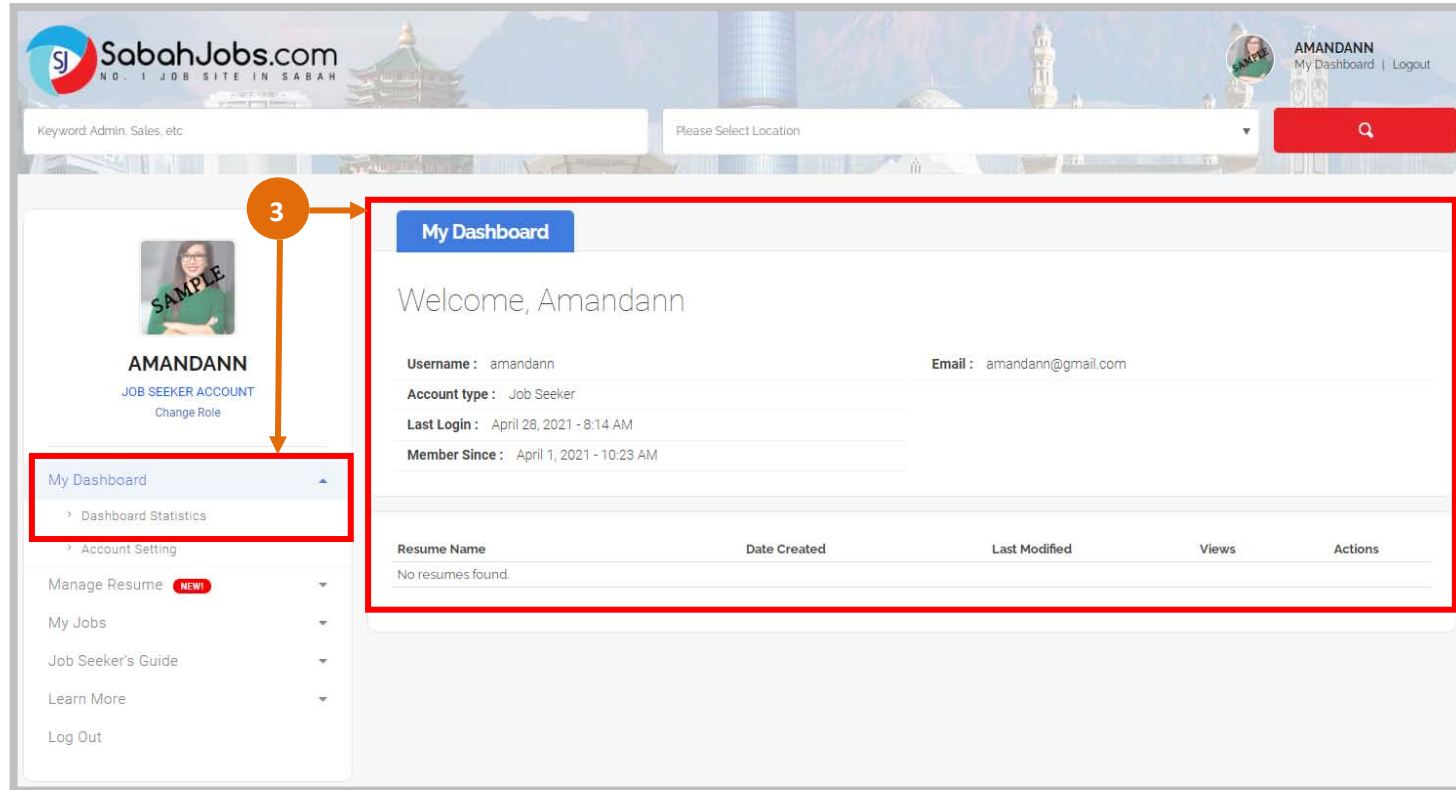 SJ SabahJobs.com
NO. 1 JOB SITE IN SABAH
SAMPLE
AMANDANN
My Dashboard | Logout
Keyword: Admin, Sales, etc
Please Select Location
3
SAMPLE
AMANDANN
JOB SEEKER ACCOUNT
Change Role
My Dashboard
Dashboard Statistics
Account Setting
Manage Resume NEW!
My Jobs
Job Seeker's Guide
Learn More
Log Out
My Dashboard
Welcome, Amandann
Username : amandann
Email : amandann@gmail.com
Account type : Job Seeker
Last Login : April 28, 2021 - 8:14 AM
Member Since : April 1, 2021 - 10:23 AM
Resume Name Date Created Last Modified Views Actions
No resumes found.